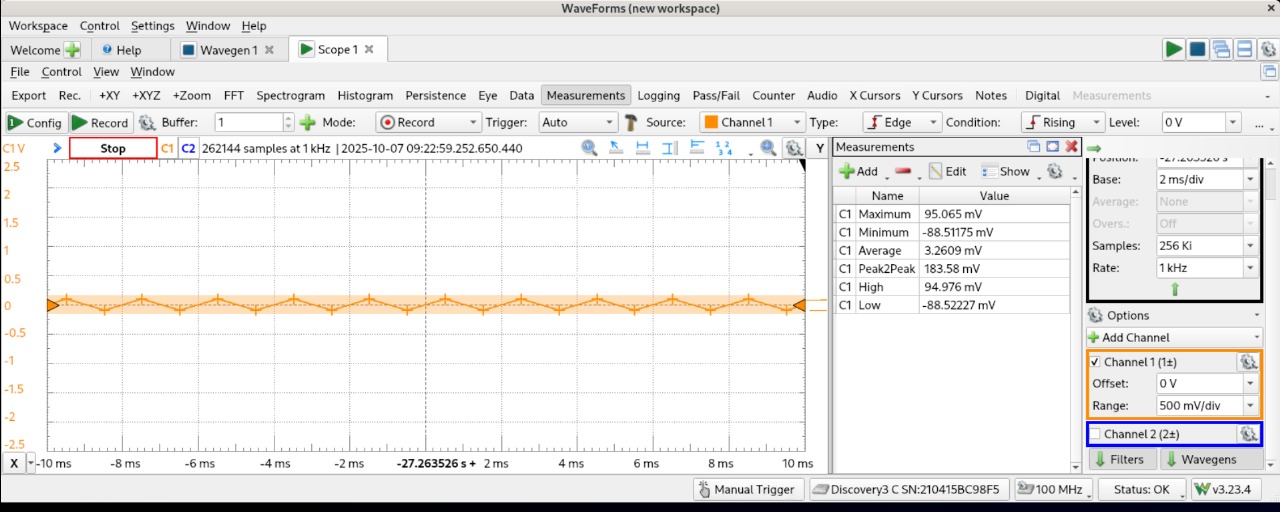 WaveForms (new workspace)
Workspace Control Settings Window Help
Welcome Help Wavegen 1 Scope 1
File Control View Window
Export Rec. +XY +XYZ +Zoom FFT Spectrogram Histogram Persistence Eye Data Measurements Logging Pass/Fail Counter Audio X Cursors Y Cursors Notes Digital Measurements
Config Record Buffer: 1 Mode: Record Trigger: Auto Source: Channel 1 Type: Edge Condition: Rising Level: 0 V ...
C1 V Stop C1 C2 262144 samples at 1 kHz | 2025-10-07 09:22:59.252.650.440 Y
2.5
2
1.5
1
0.5
0
-0.5
-1
-1.5
-2
-2.5
X -10 ms -8 ms -6 ms -4 ms -2 ms -27.263526 s + 2 ms 4 ms 6 ms 8 ms 10 ms
Measurements
Add Edit Show
Name Value
C1 Maximum 95.065 mV
C1 Minimum -88.51175 mV
C1 Average 3.2609 mV
C1 Peak2Peak 183.58 mV
C1 High 94.976 mV
C1 Low -88.52227 mV
Position: -27.263526 s
Base: 2 ms/div
Average: None
Overs.: Off
Samples: 256 Ki
Rate: 1 kHz
Options
Add Channel
Channel 1 (1±)
Offset: 0 V
Range: 500 mV/div
Channel 2 (2±)
Filters Wavegens
Manual Trigger Discovery3 C SN:210415BC98F5 100 MHz Status: OK v3.23.4